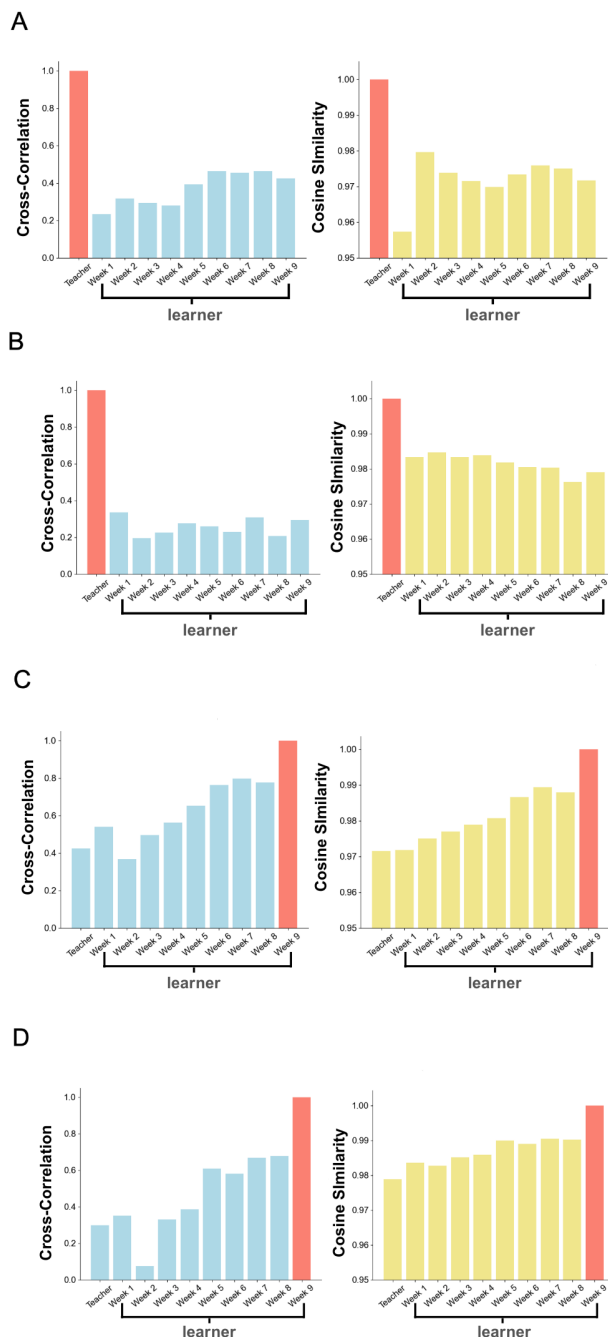 A
Cross-Correlation
1.0
0.8
0.6
0.4
0.2
0.0
Teacher
Week 1
Week 2
Week 3
Week 4
Week 5
Week 6
Week 7
Week 8
Week 9
learner
Cosine SImilarity
1.00
0.99
0.98
0.97
0.96
0.95
Teacher
Week 1
Week 2
Week 3
Week 4
Week 5
Week 6
Week 7
Week 8
Week 9
learner
B
Cross-Correlation
1.0
0.8
0.6
0.4
0.2
0.0
Teacher
Week 1
Week 2
Week 3
Week 4
Week 5
Week 6
Week 7
Week 8
Week 9
learner
Cosine SImilarity
1.00
0.99
0.98
0.97
0.96
0.95
Teacher
Week 1
Week 2
Week 3
Week 4
Week 5
Week 6
Week 7
Week 8
Week 9
learner
C
Cross-Correlation
1.0
0.8
0.6
0.4
0.2
0.0
Teacher
Week 1
Week 2
Week 3
Week 4
Week 5
Week 6
Week 7
Week 8
Week 9
learner
Cosine SImilarity
1.00
0.99
0.98
0.97
0.96
0.95
Teacher
Week 1
Week 2
Week 3
Week 4
Week 5
Week 6
Week 7
Week 8
Week 9
learner
D
Cross-Correlation
1.0
0.8
0.6
0.4
0.2
0.0
Teacher
Week 1
Week 2
Week 3
Week 4
Week 5
Week 6
Week 7
Week 8
Week 9
learner
Cosine SImilarity
1.00
0.99
0.98
0.97
0.96
0.95
Teacher
Week 1
Week 2
Week 3
Week 4
Week 5
Week 6
Week 7
Week 8
Week 9
learner